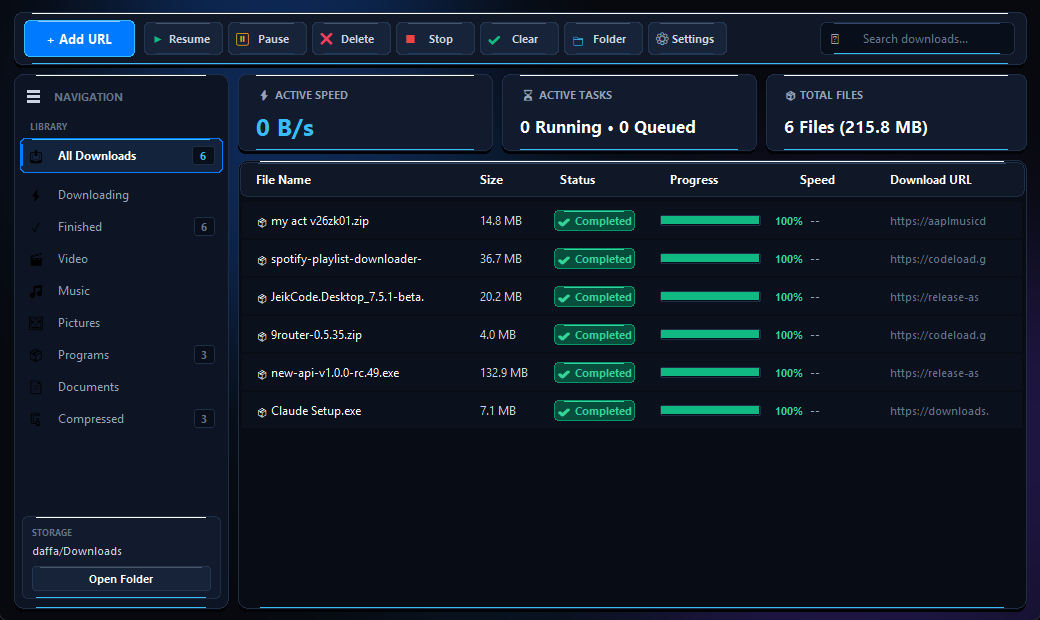 + Add URL
Resume
Pause
Delete
Stop
Clear
Folder
Settings
Search downloads...
NAVIGATION
LIBRARY
All Downloads 6
Downloading
Finished 6
Video
Music
Pictures
Programs 3
Documents
Compressed 3
STORAGE
daffa/Downloads
Open Folder
ACTIVE SPEED
0 B/s
ACTIVE TASKS
0 Running • 0 Queued
TOTAL FILES
6 Files (215.8 MB)
File Name Size Status Progress Speed Download URL
my act v26zk01.zip 14.8 MB Completed 100% -- https://aaplmusicd
spotify-playlist-downloader- 36.7 MB Completed 100% -- https://codeload.g
JeikCode.Desktop_7.5.1-beta. 20.2 MB Completed 100% -- https://release-as
9router-0.5.35.zip 4.0 MB Completed 100% -- https://codeload.g
new-api-v1.0.0-rc.49.exe 132.9 MB Completed 100% -- https://release-as
Claude Setup.exe 7.1 MB Completed 100% -- https://downloads.